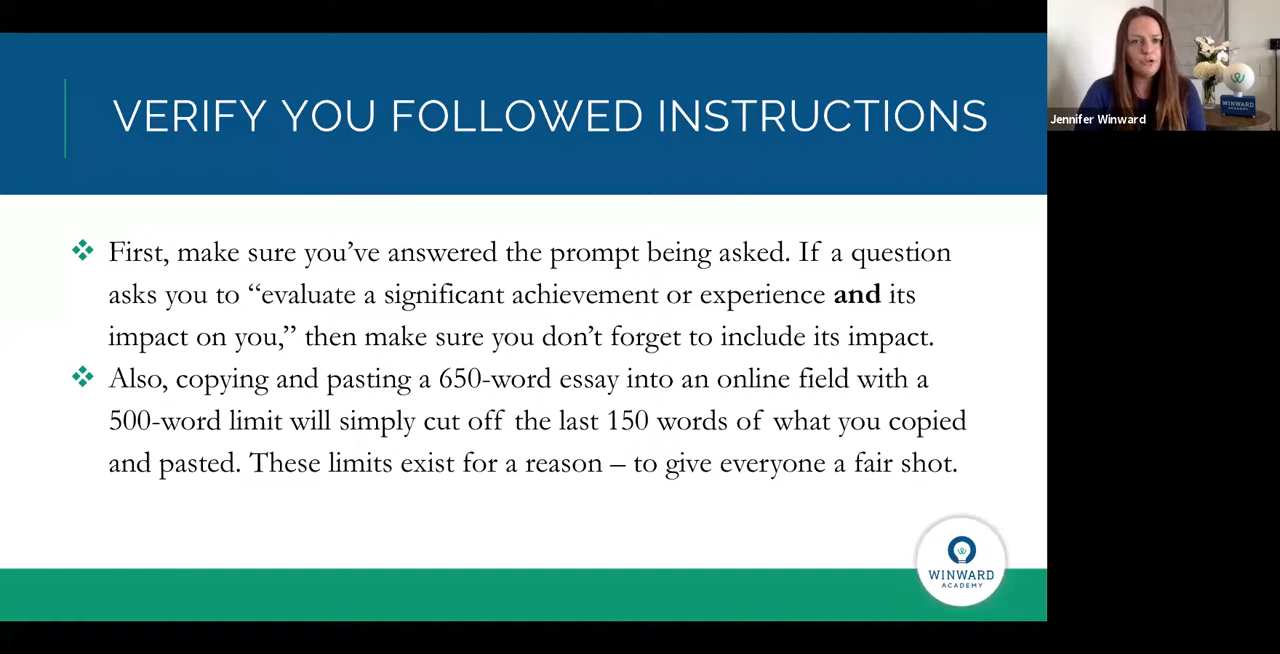 VERIFY YOU FOLLOWED INSTRUCTIONS
First, make sure you’ve answered the prompt being asked. If a question
asks you to “evaluate a significant achievement or experience and its
impact on you,” then make sure you don’t forget to include its impact.
Also, copying and pasting a 650-word essay into an online field with a
500-word limit will simply cut off the last 150 words of what you copied
and pasted. These limits exist for a reason – to give everyone a fair shot.
WINWARD
ACADEMY
WINWARD
ACADEMY
Jennifer Winward